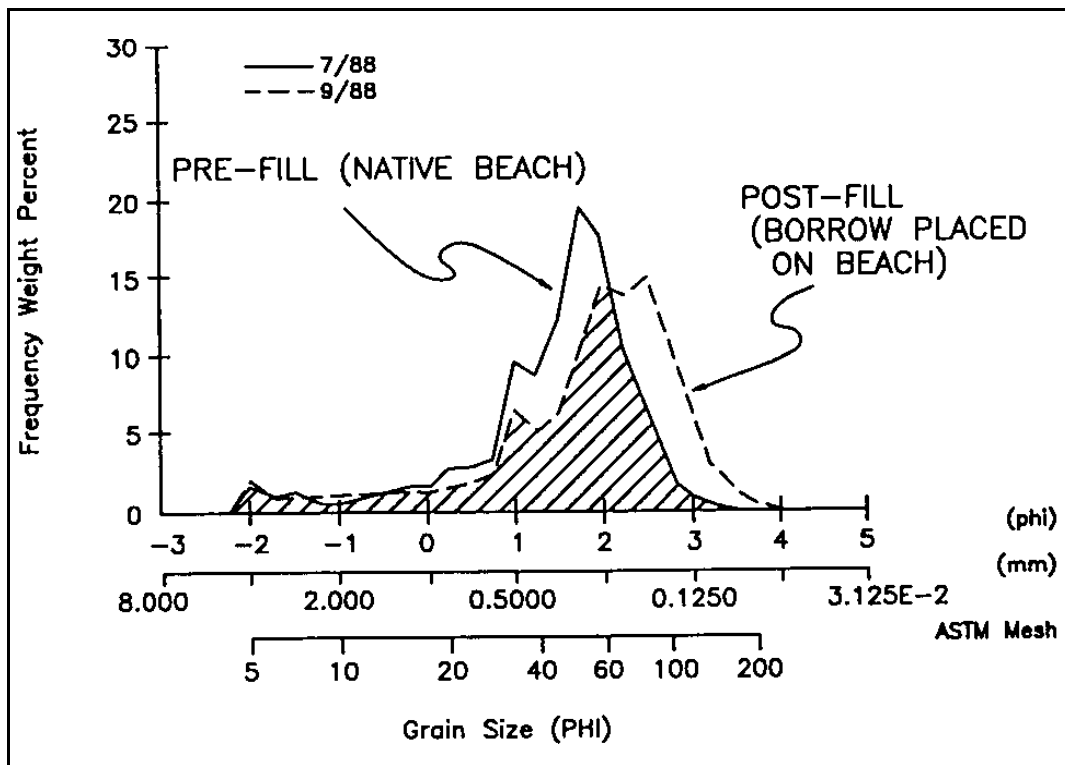 30
25
20
15
10
5
0
Frequency Weight Percent
7/88
9/88
PRE-FILL (NATIVE BEACH)
POST-FILL
(BORROW PLACED
ON BEACH)
-3 -2 -1 0 1 2 3 4 5 (phi)
(mm)
8.000 2.000 0.5000 0.1250 3.125E-2
ASTM Mesh
5 10 20 40 60 100 200
Grain Size (PHI)